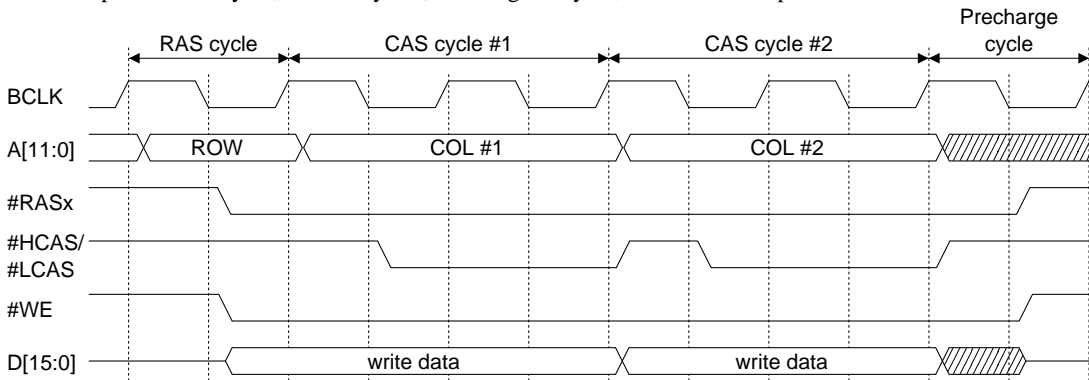 Precharge
RAS cycle CAS cycle #1 CAS cycle #2 cycle
BCLK
A[11:0] ROW COL #1 COL #2
#RASx
#HCAS/
#LCAS
#WE
D[15:0] write data write data